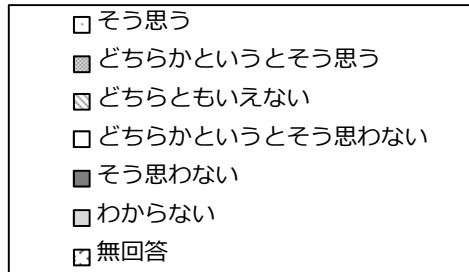 そう思う
どちらかというとそう思う
どちらともいえない
どちらかというとそう思わない
そう思わない
わからない
無回答